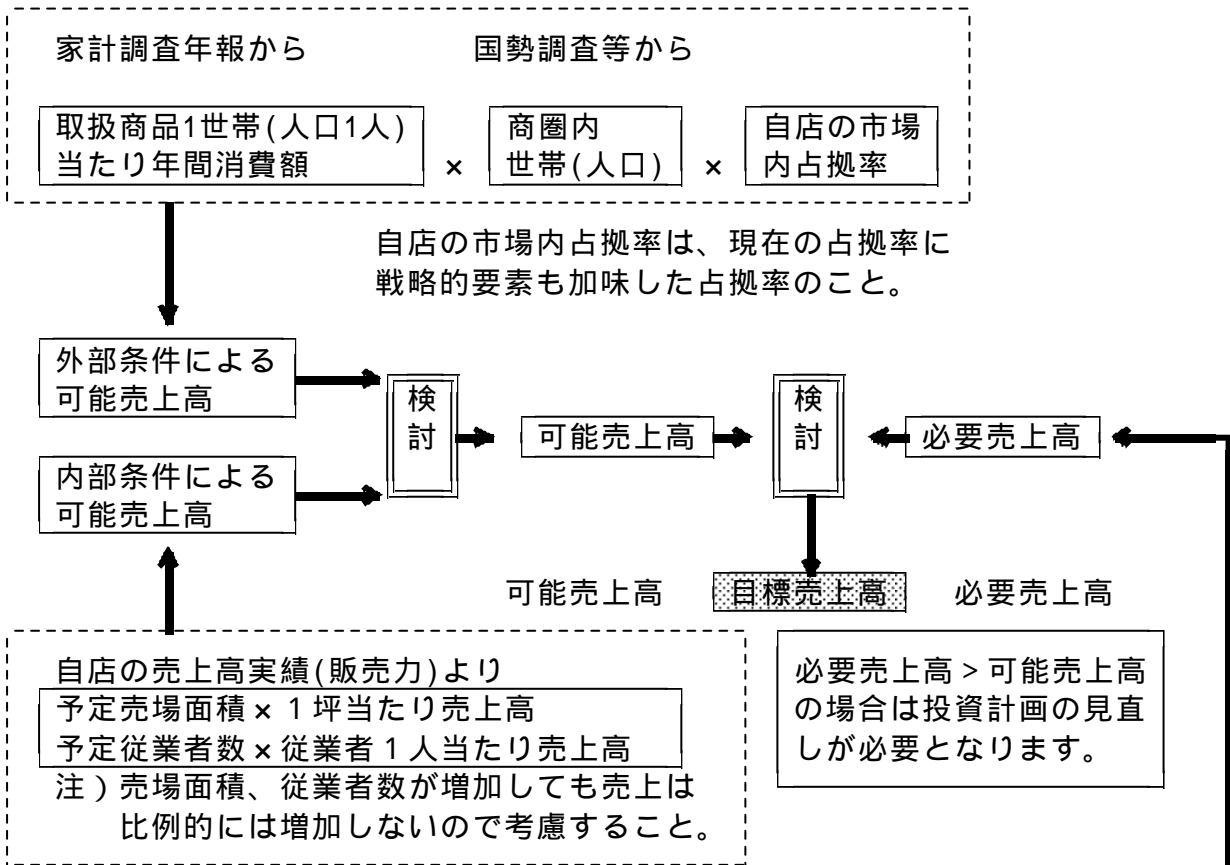 家計調査年報から
国勢調査等から
取扱商品1世帯(人口1人)
当たり年間消費額
×
商圏内
世帯(人口)
×
自店の市場
内占拠率
自店の市場内占拠率は、現在の占拠率に
戦略的要素も加味した占拠率のこと。
外部条件による
可能売上高
内部条件による
可能売上高
検
討
可能売上高
検
討
必要売上高
可能売上高
目標売上高
必要売上高
自店の売上高実績(販売力)より
予定売場面積×1坪当たり売上高
予定従業者数×従業者1人当たり売上高
注)売場面積、従業者数が増加しても売上は
比例的には増加しないので考慮すること。
必要売上高>可能売上高
の場合は投資計画の見直
しが必要となります。